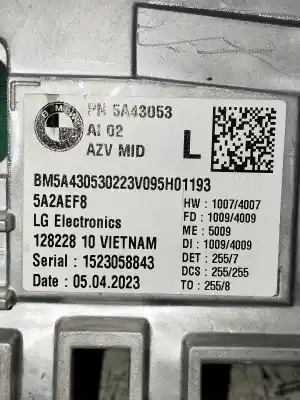 BMW
PN 5A43053
AI 02
AZV MID
L
BM5A430530223V095H01193
5A2AEF8
LG Electronics
128228 10 VIETNAM
Serial : 1523058843
Date : 05.04.2023
HW : 1007/4007
FD : 1009/4009
ME : 5009
DI : 1009/4009
DET : 255/7
DCS : 255/255
TO : 255/8